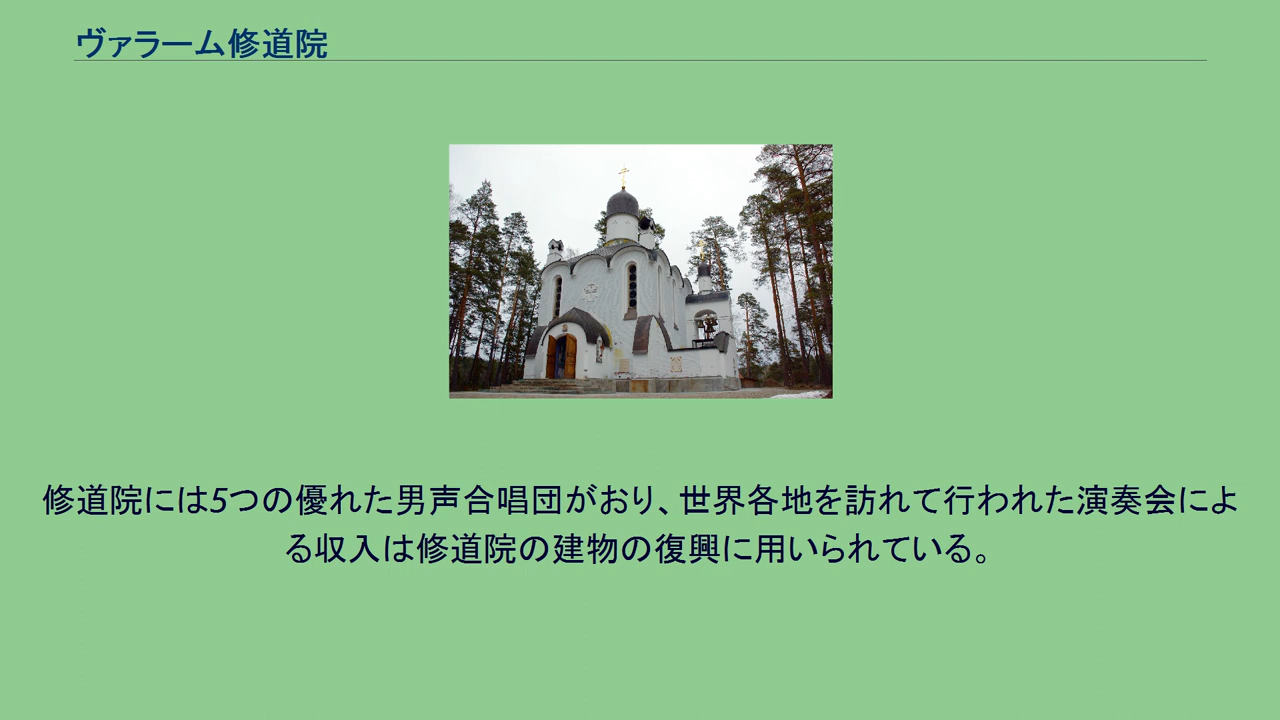 ヴァラーム修道院
修道院には5つの優れた男声合唱団がおり、世界各地を訪れて行われた演奏会によ
る収入は修道院の建物の復興に用いられている。